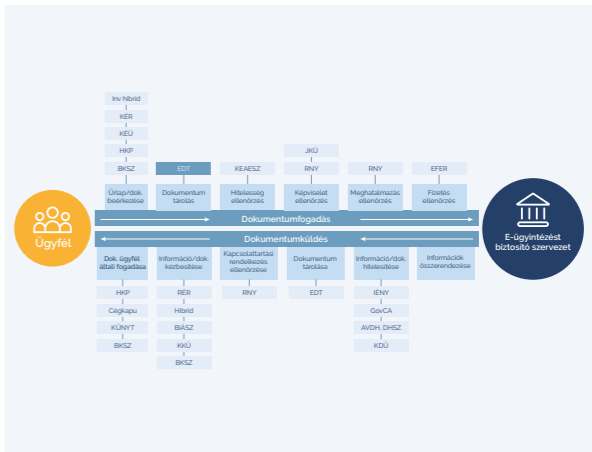 Inv hibrid
KÉR
KÉÜ
HKP
BKSZ
EDT
KEAESZ
JKÜ
RNY
RNY
EFER
Űrlap/dok.
beérkezése
Dokumentum
tárolás
Hitelesség
ellenőrzés
Képviselet
ellenőrzés
Meghatalmazás
ellenőrzés
Fizetés
ellenőrzés
Ügyfél
Dokumentumfogadás
Dokumentumküldés
E-ügyintézést
biztosító szervezet
Dok. ügyfél
általi fogadása
Információ/dok.
kézbesítése
Kapcsolattartási
rendelkezés
ellenőrzése
Dokumentum
tárolása
Információ/dok.
hitelesítése
Információk
összerendezése
HKP
Cégkapu
KÜNYT
BKSZ
RÉR
Hibrid
BIÁSZ
KKÜ
BKSZ
RNY
EDT
IÉNY
GovCA
AVDH, DHSZ
KDÜ